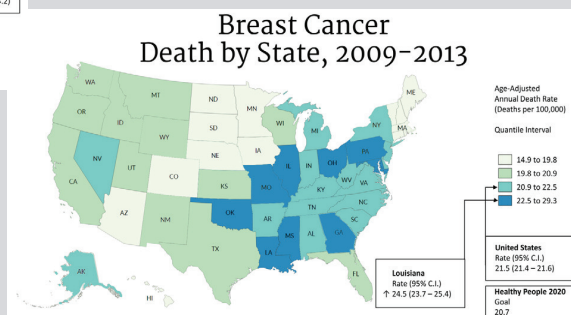 .2)
Breast Cancer
Death by State, 2009-2013
Age-Adjusted
Annual Death Rate
(Deaths per 100,000)
Quantile Interval
14.9 to 19.8
19.8 to 20.9
20.9 to 22.5
22.5 to 29.3
United States
Rate (95% C.I.)
21.5 (21.4 – 21.6)
Healthy People 2020
Goal
20.7
Louisiana
Rate (95% C.I.)
↑ 24.5 (23.7 – 25.4)
WA
MT
ND
MN
ME
OR
ID
SD
WI
MI
NY
MA
WY
NE
IA
PA
NV
UT
CO
IL
IN
OH
CA
KS
MO
KY
WV
VA
AZ
NM
OK
AR
TN
NC
SC
TX
LA
MS
AL
GA
FL
AK
HI